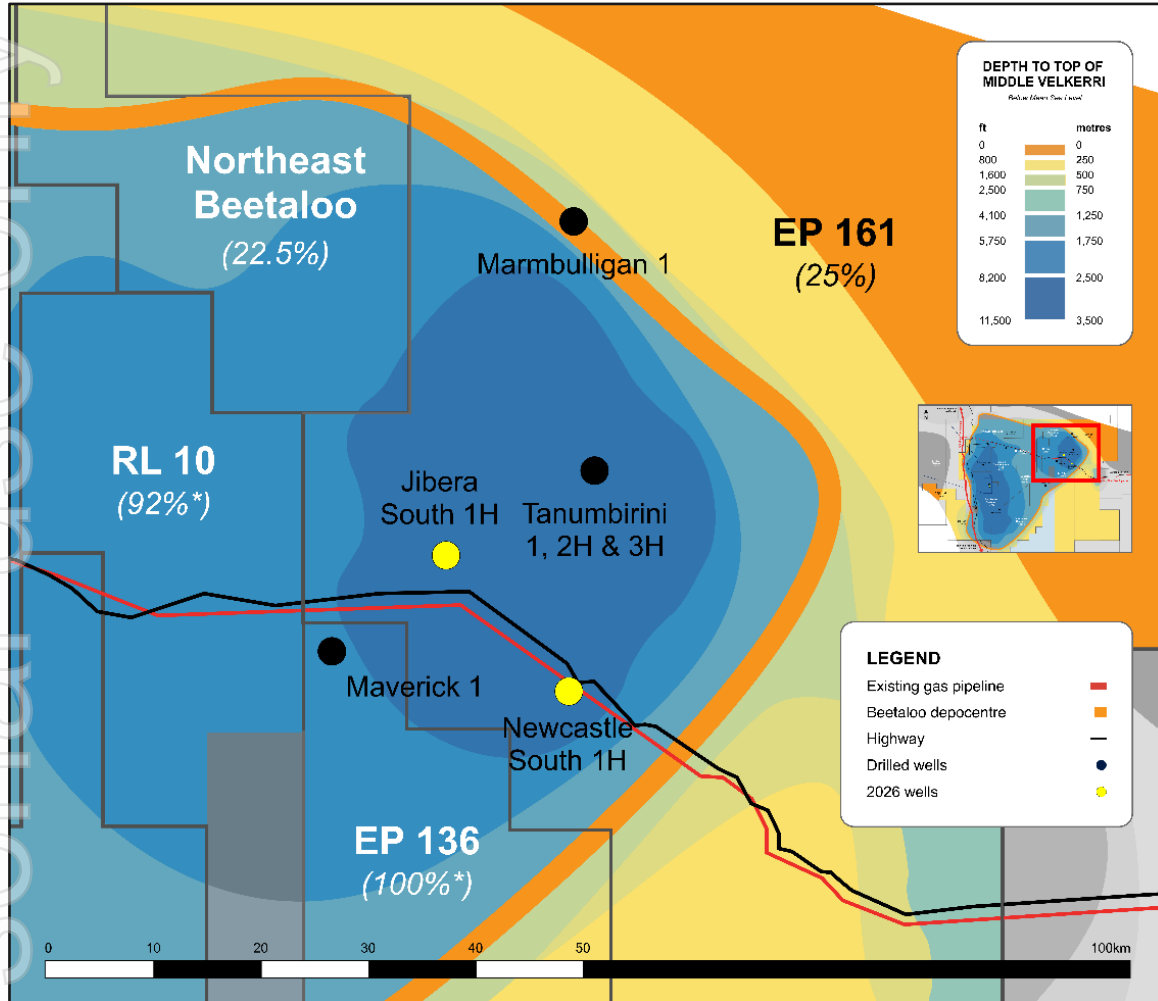 Northeast
Beetaloo
(22.5%)
EP 161
(25%)
Marmbulligan 1
RL 10
(92%*)
Jibera
South 1H
Tanumbirini
1, 2H & 3H
Maverick 1
Newcastle
South 1H
EP 136
(100%*)
DEPTH TO TOP OF
MIDDLE VELKERRI
Below Mean Sea Level
ft metres
0 0
800 250
1,600 500
2,500 750
4,100 1,250
5,750 1,750
8,200 2,500
11,500 3,500
LEGEND
Existing gas pipeline
Beetaloo depocentre
Highway
Drilled wells
2026 wells
0 10 20 30 40 50 100km